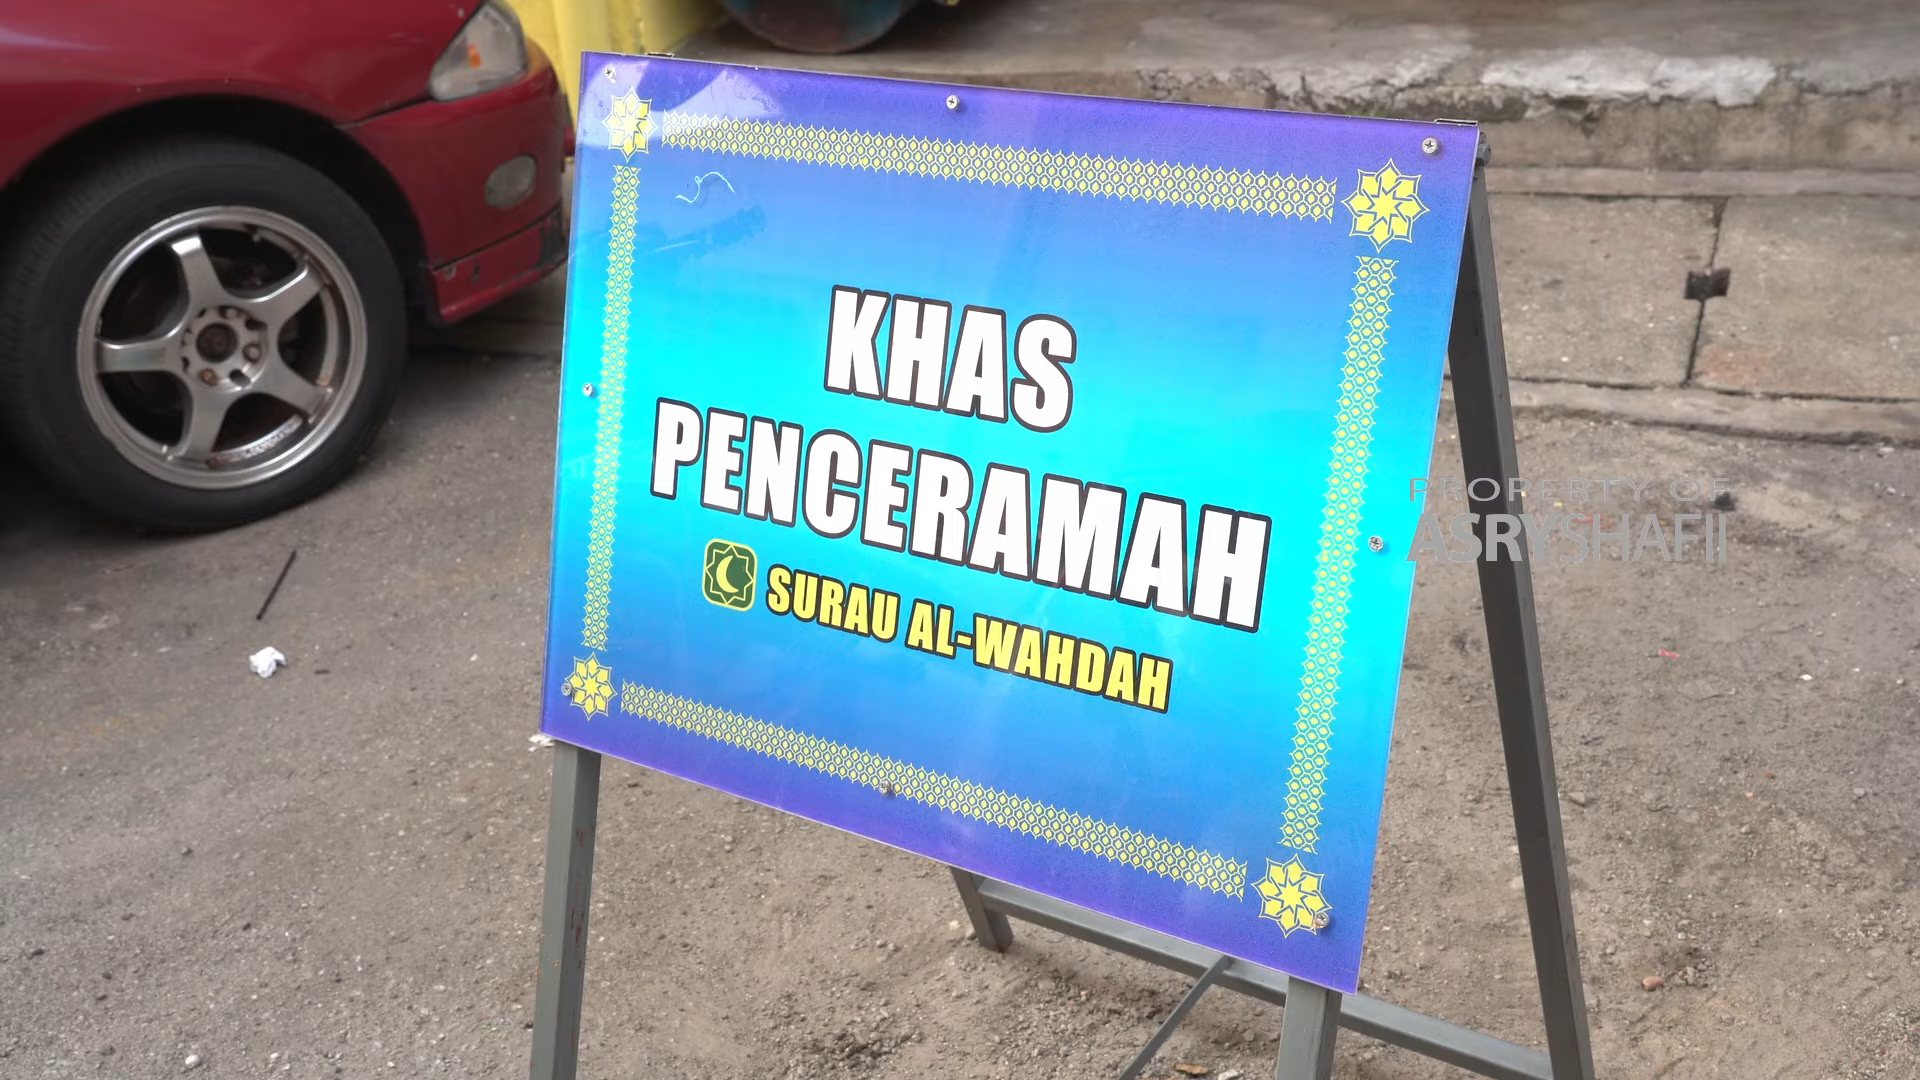 KHAS
PENCERAMAH
SURAU AL-WAHDAH
PROPERTY OF
ASRYSHAFII